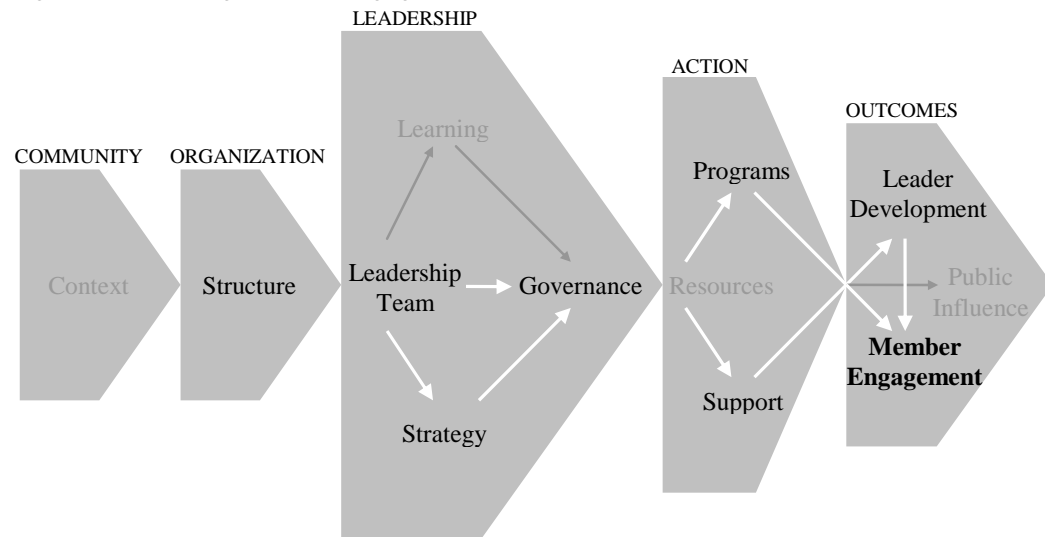 LEADERSHIP
ACTION
OUTCOMES
COMMUNITY
ORGANIZATION
Context
Structure
Learning
Leadership
Team
Governance
Strategy
Programs
Resources
Support
Leader
Development
Public
Influence
Member
Engagement